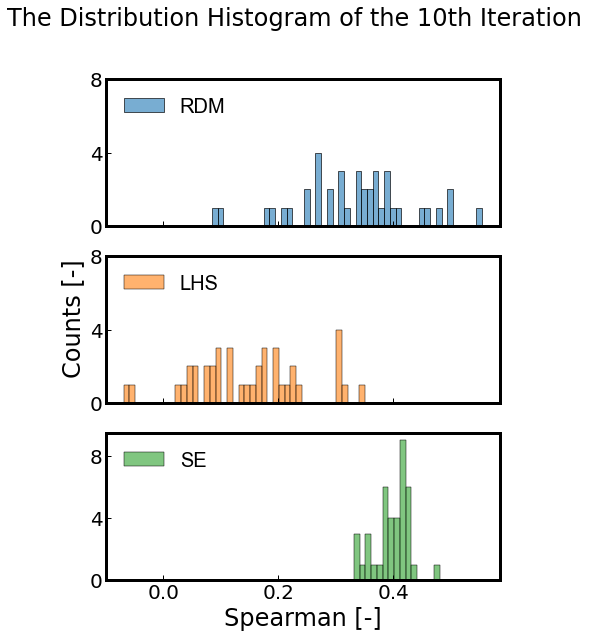 The Distribution Histogram of the 10th Iteration
8
RDM
4
0
8
LHS
Counts [-]
4
0
8
SE
4
0
0.0 0.2 0.4
Spearman [-]